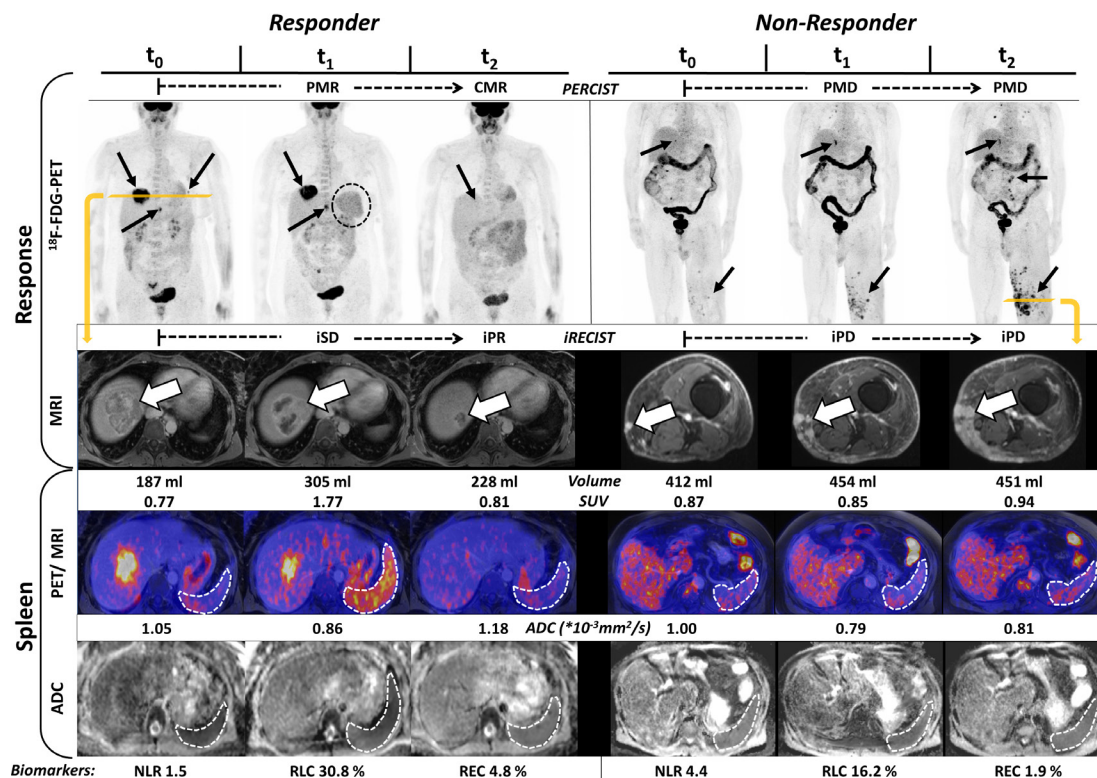 Responder Non-Responder
t0 t1 t2 t0 t1 t2
PMR CMR PERCIST PMD PMD
Response
18F-FDG-PET
iSD iPR iRECIST iPD iPD
MRI
187 ml 305 ml 228 ml Volume 412 ml 454 ml 451 ml
0.77 1.77 0.81 SUV 0.87 0.85 0.94
Spleen
PET/ MRI
1.05 0.86 1.18 ADC (*10-3mm2/s) 1.00 0.79 0.81
ADC
Biomarkers: NLR 1.5 RLC 30.8 % REC 4.8 % NLR 4.4 RLC 16.2 % REC 1.9 %